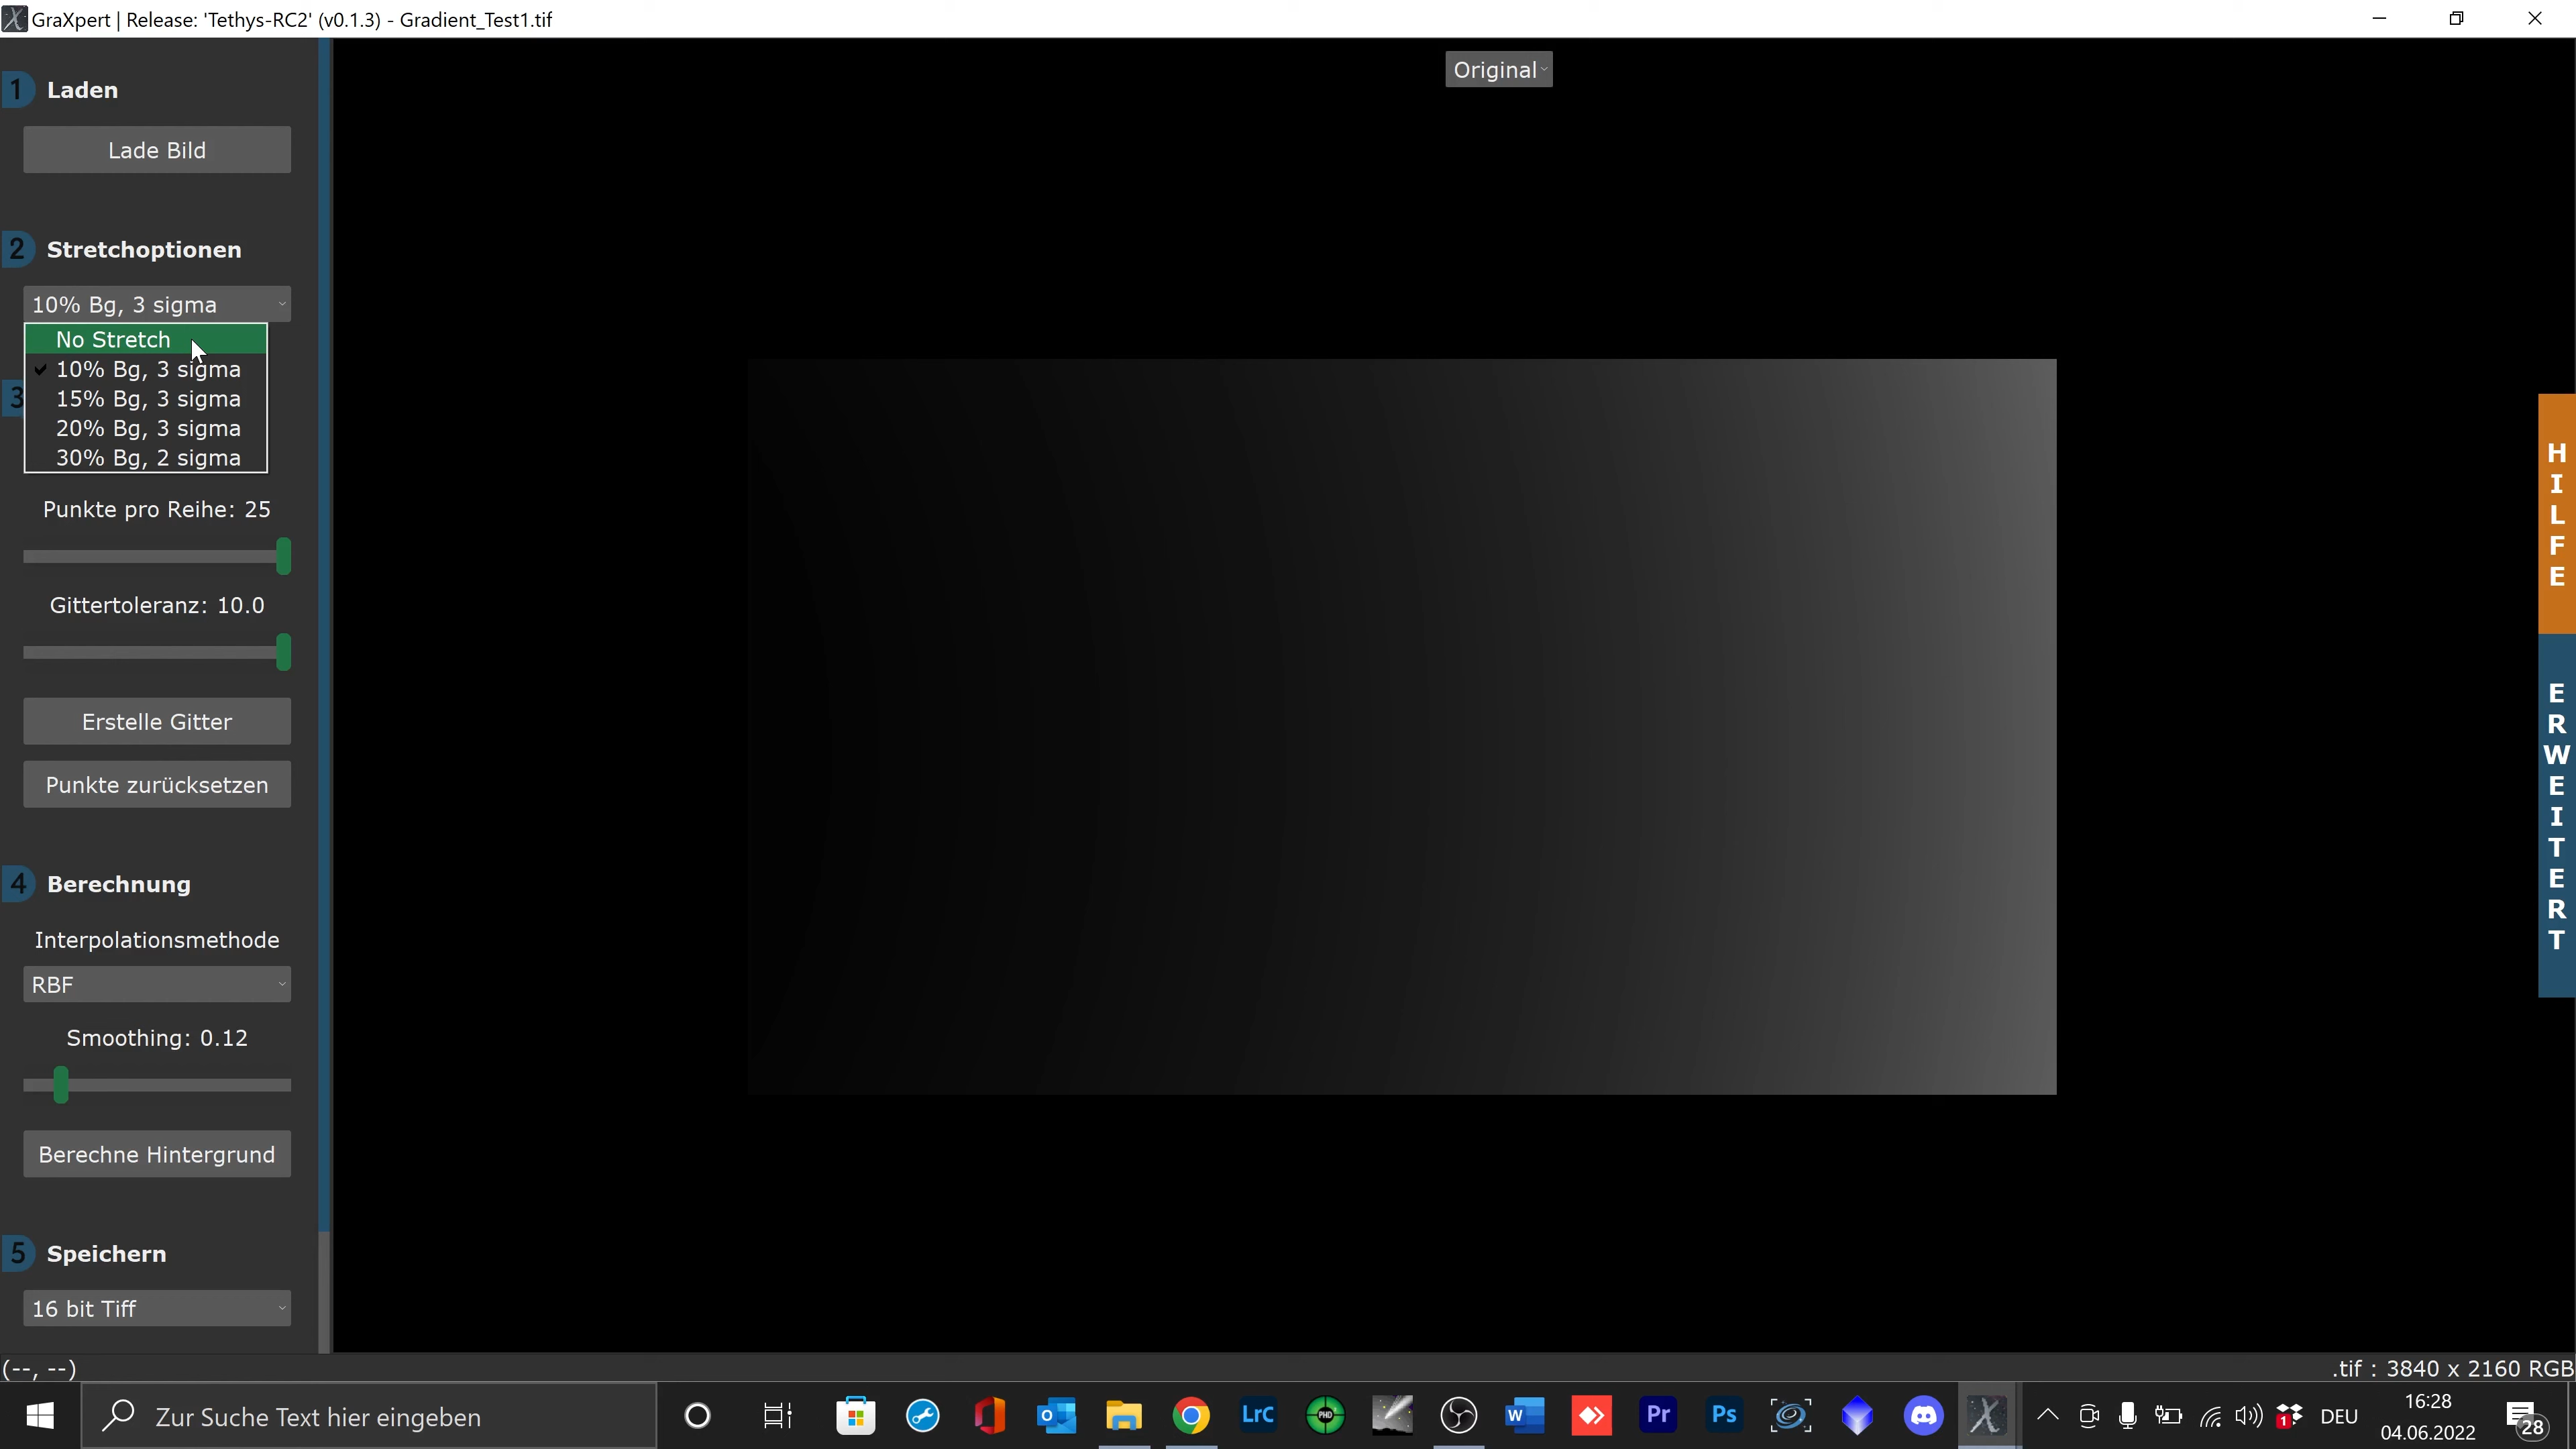 GraXpert | Release: 'Tethys-RC2' (v0.1.3) - Gradient_Test1.tif
Original
1 Laden
Lade Bild
2 Stretchoptionen
10% Bg, 3 sigma
No Stretch
10% Bg, 3 sigma
15% Bg, 3 sigma
20% Bg, 3 sigma
30% Bg, 2 sigma
3
Punkte pro Reihe: 25
Gittertoleranz: 10.0
Erstelle Gitter
Punkte zurücksetzen
4 Berechnung
Interpolationsmethode
RBF
Smoothing: 0.12
Berechne Hintergrund
5 Speichern
16 bit Tiff
HILFE
ERWEITERT
(--, --)
.tif : 3840 x 2160 RGB
Zur Suche Text hier eingeben
LrC
PHD
W
Pr
Ps
1
DEU
16:28
04.06.2022
28